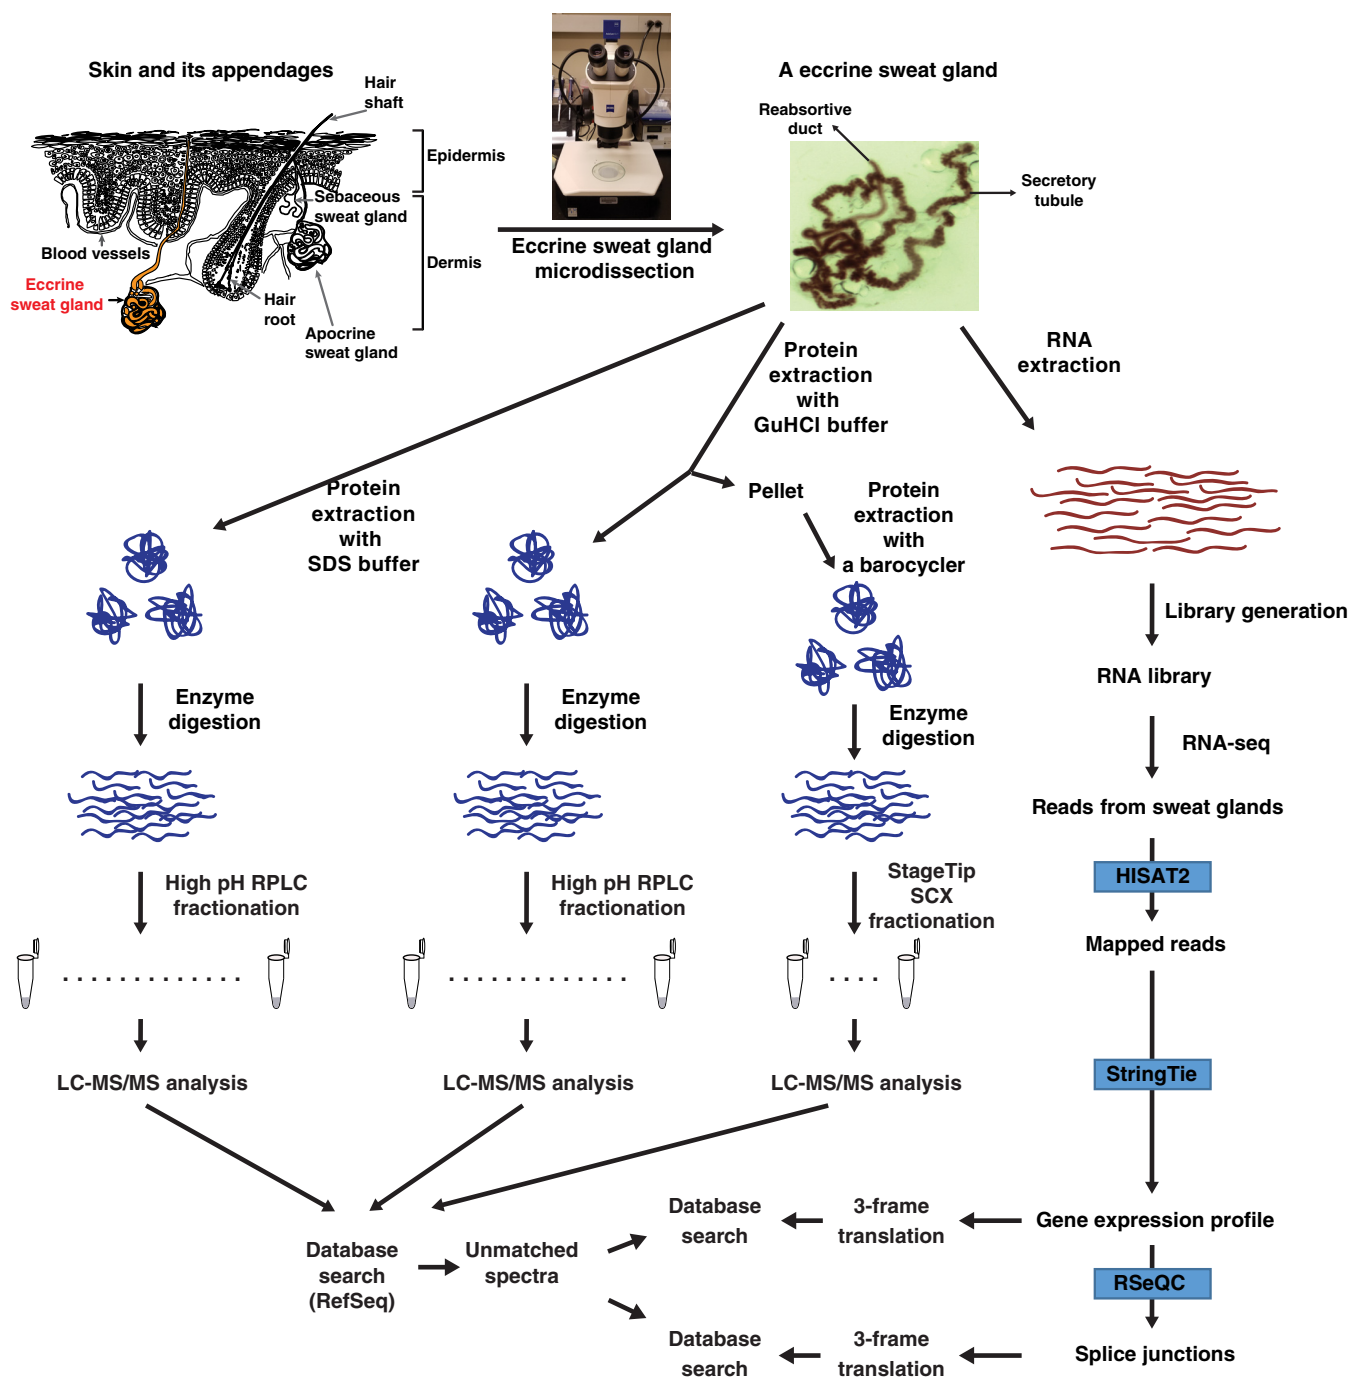 Skin and its appendages
Hair
shaft
Epidermis
Sebaceous
sweat gland
Blood vessels
Dermis
Eccrine
sweat gland
Hair
root
Apocrine
sweat gland
Eccrine sweat gland
microdissection
A eccrine sweat gland
Reabsortive
duct
Secretory
tubule
Protein
extraction
with
GuHCl buffer
RNA
extraction
Protein
extraction
with
SDS buffer
Pellet
Protein
extraction
with
a barocycler
Library generation
RNA library
Enzyme
digestion
Enzyme
digestion
Enzyme
digestion
RNA-seq
Reads from sweat glands
High pH RPLC
fractionation
High pH RPLC
fractionation
StageTip
SCX
fractionation
HISAT2
Mapped reads
LC-MS/MS analysis
LC-MS/MS analysis
LC-MS/MS analysis
StringTie
Database
search
(RefSeq)
Unmatched
spectra
Database
search
3-frame
translation
Gene expression profile
RSeQC
Database
search
3-frame
translation
Splice junctions